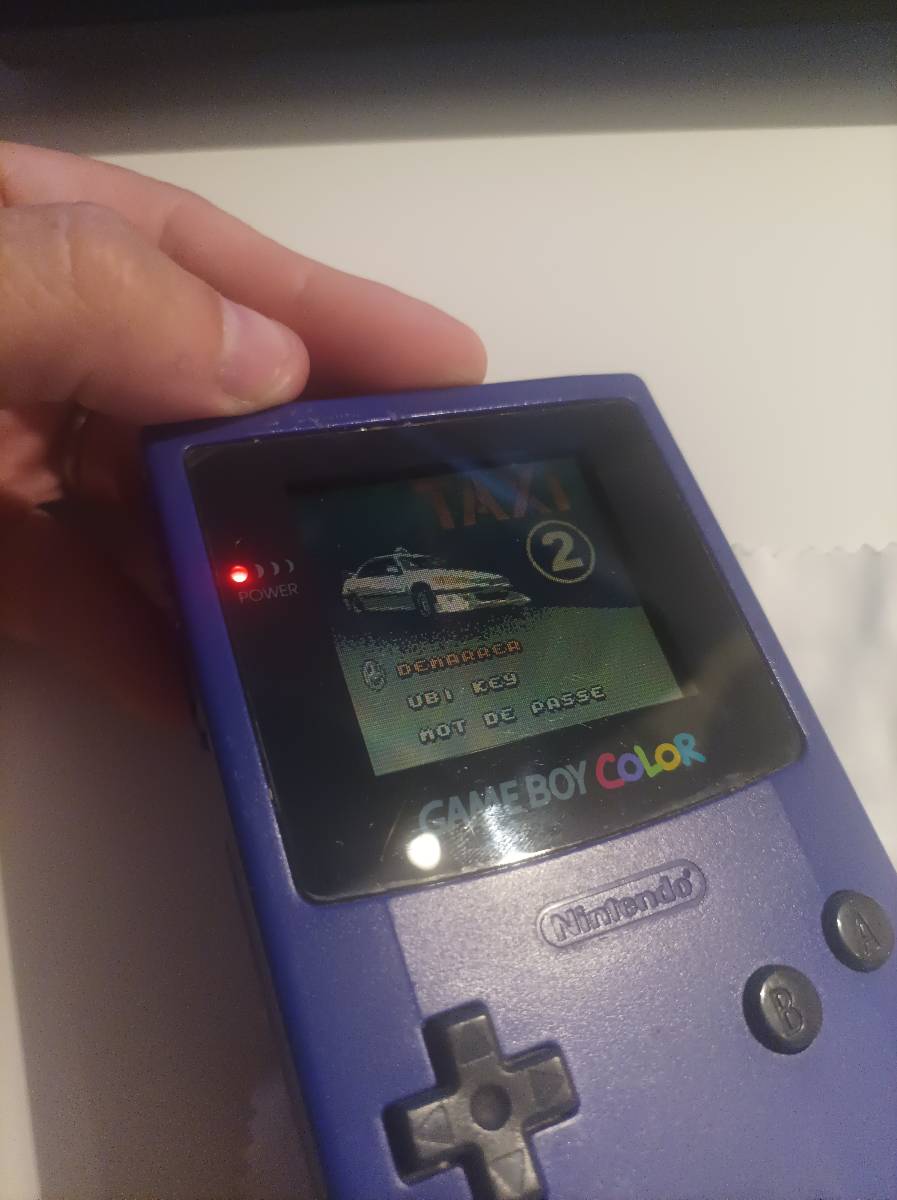 TAXI
2
POWER
DEMARRER
UBI KEY
MOT DE PASSE
GAME BOY COLOR
Nintendo
A
B